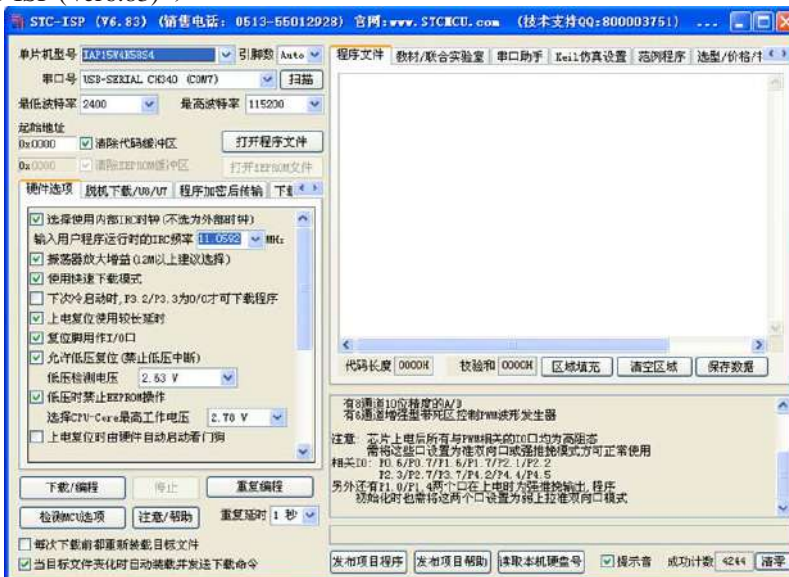 ISP (V6.83)
STC-ISP (V6.83) (销售电话: 0513-55012928) 官网:www.STCMCU.com (技术支持QQ:800003751) ...
单片机型号 IAP15W4K58S4 引脚数 Auto
串口号 USB-SERIAL CH340 (COM7) 扫描
最低波特率 2400 最高波特率 115200
起始地址
0x0000 清除代码缓冲区 打开程序文件
0x0000 清除EEPROM缓冲区 打开EEPROM文件
硬件选项 脱机下载/U8/U7 程序加密后传输
选择使用内部IRC时钟(不选为外部时钟)
输入用户程序运行时的IRC频率 11.0592 MHz
振荡器放大增益(12M以上建议选择)
使用快速下载模式
下次冷启动时,P3.2/P3.3为0/0才可下载程序
上电复位使用较长延时
复位脚用作I/O口
允许低压复位(禁止低压中断)
低压检测电压 2.63 V
低压时禁止EEPROM操作
选择CPU-Core最高工作电压 2.70 V
上电复位时由硬件自动启动看门狗
下载/编程 停止 重复编程
检测MCU选项 注意/帮助 重复延时 1 秒
每次下载前都重新装载目标文件
当目标文件变化时自动装载并发送下载命令
程序文件 教材/联合实验室 串口助手 Keil仿真设置 范例程序 选型/价格/
代码长度 0000H 校验和 0000H 区域填充 清空区域 保存数据
有8通道10位精度的A/D
有6通道增强型带死区控制PWM波形发生器
注意: 芯片上电后所有与PWM相关的IO口均为高阻态
需将这些口设置为准双向口或强推挽模式方可正常使用
相关IO: P0.6/P0.7/P1.6/P1.7/P2.1/P2.2
P2.3/P2.7/P3.7/P4.2/P4.4/P4.5
另外还有P1.0/P1.4两个口在上电时为强推挽输出,程序
初始化时也需将这两个口设置为弱上拉准双向口模式
发布项目程序 发布项目帮助 读取本机硬盘号 提示音 成功计数 4244 清零